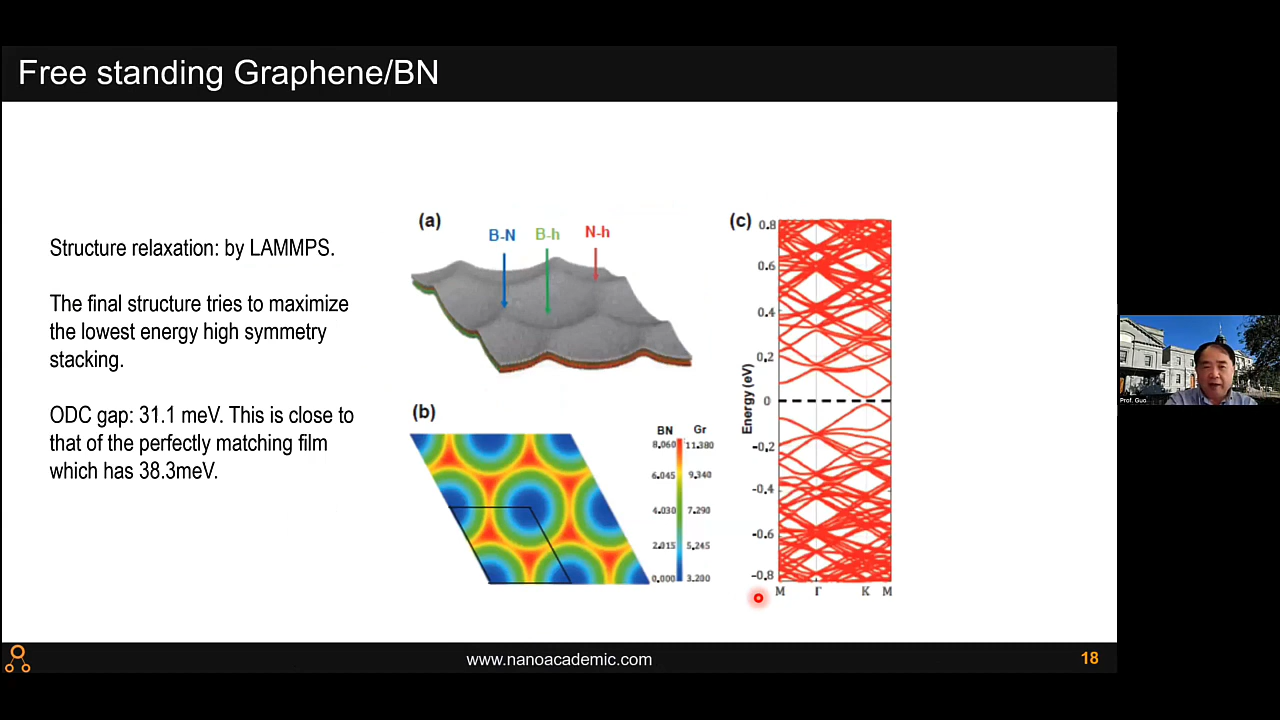 Free standing Graphene/BN
Structure relaxation: by LAMMPS.
The final structure tries to maximize
the lowest energy high symmetry
stacking.
ODC gap: 31.1 meV. This is close to
that of the perfectly matching film
which has 38.3meV.
(a)
B-N B-h N-h
(b)
BN Gr
8.060 11.380
6.045 9.340
4.030 7.290
2.015 5.245
0.000 3.200
(c)
Energy (eV)
0.8
0.6
0.4
0.2
0
-0.2
-0.4
-0.6
-0.8
M Γ K M
Prof. Guo
www.nanoacademic.com
18